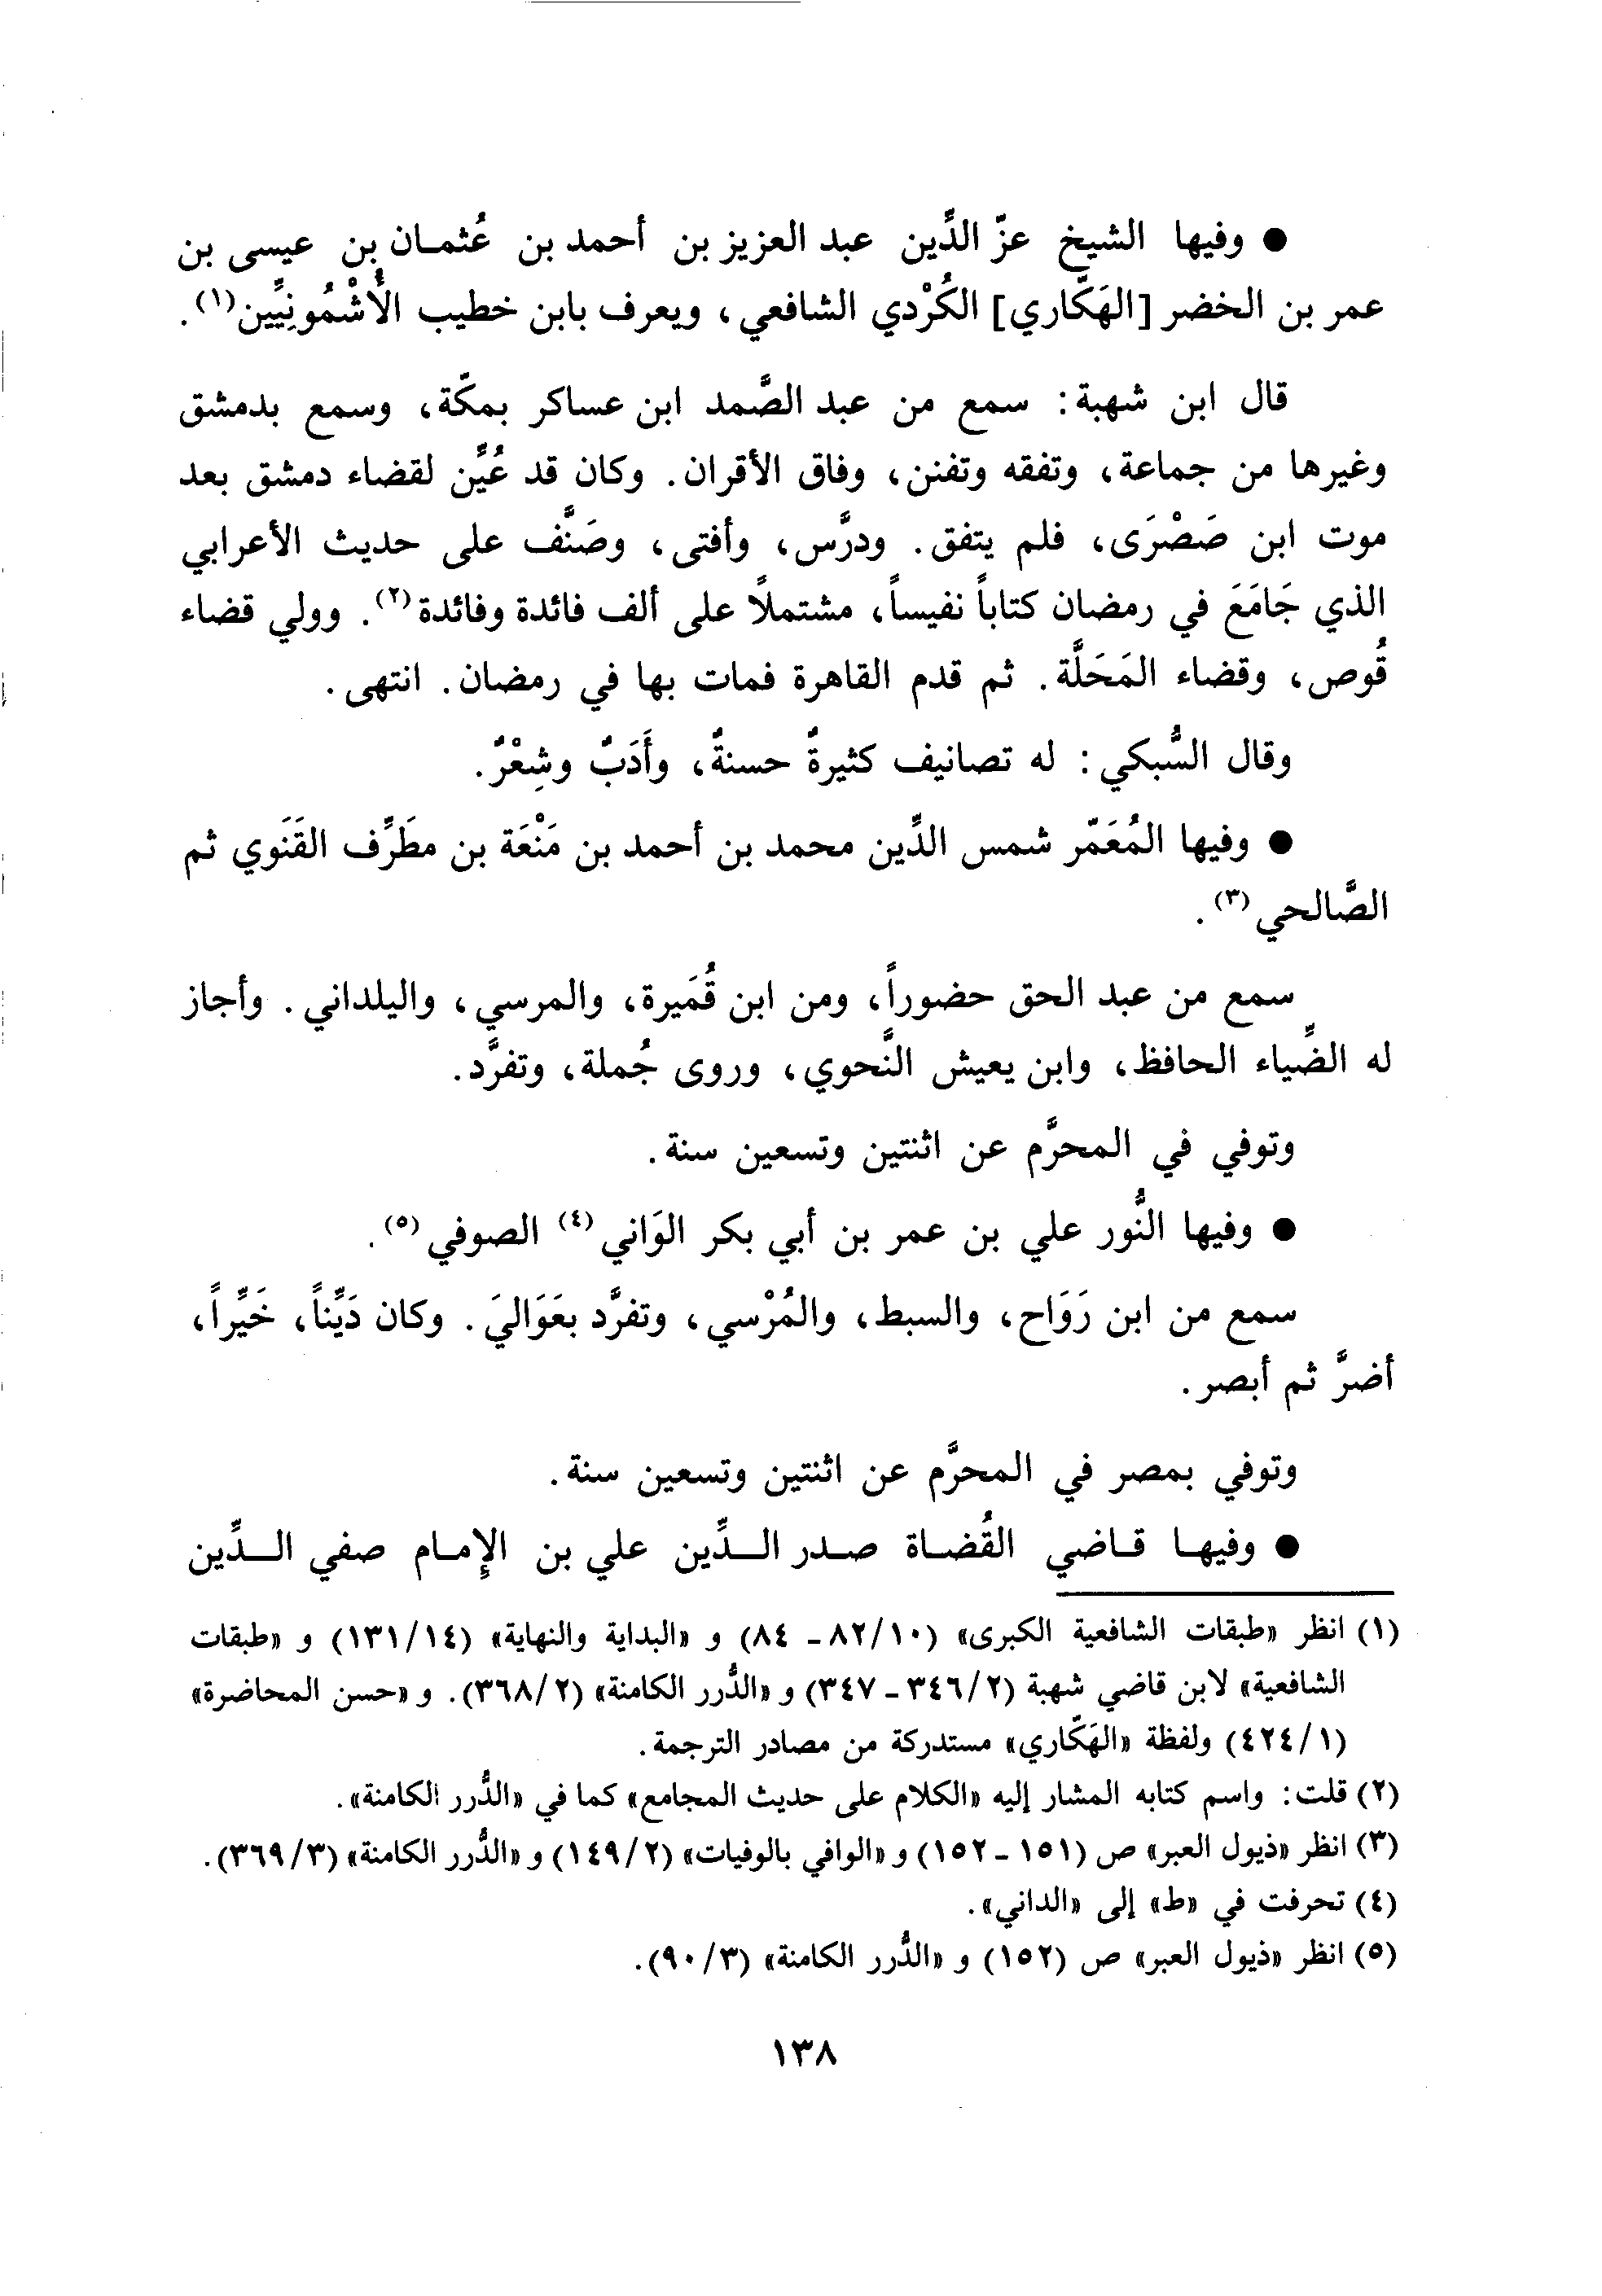 ● وفيها الشيخ عزّ الدِّين عبد العزيز بن أحمد بن عُثمـان بن عيسى بن
عمر بن الخضر [الهَكَّاري] الكُرْدي الشافعي، ويعرف بابن خطيب الأُشْمُونِيِّين(١).
قال ابن شهبة: سمع من عبد الصَّمد ابن عساكر بمكّة، وسمع بدمشق
وغيرها من جماعة، وتفقه وتفنن، وفاق الأقران. وكان قد عُيِّن لقضاء دمشق بعد
موت ابن صَصْرَى، فلم يتفق. ودرَّس، وأفتى، وصَنَّف على حديث الأعرابي
الذي جَامَعَ في رمضان كتاباً نفيساً، مشتملاً على ألف فائدة وفائدة(٢). وولي قضاء
قُوص، وقضاء المَحَلَّة. ثم قدم القاهرة فمات بها في رمضان. انتهى.
وقال السُّبكي: له تصانيف كثيرةٌ حسنةٌ، وأَدَبٌ وشِعْرٌ.
● وفيها المُعَمّر شمس الدِّين محمد بن أحمد بن مَنْعَة بن مطَرِّف القَنَوي ثم
الصَّالحي(٣).
سمع من عبد الحق حضوراً، ومن ابن قُمَيرة، والمرسي، واليلداني. وأجاز
له الضِّياء الحافظ، وابن يعيش النَّحوي، وروى جُملة، وتفرَّد.
وتوفي في المحرَّم عن اثنتين وتسعين سنة.
● وفيها النُّور علي بن عمر بن أبي بكر الوَاني(٤) الصوفي(٥).
سمع من ابن رَوَاح، والسبط، والمُرْسي، وتفرَّد بعَوَاليَ. وكان دَيِّناً، خَيِّراً،
أضرَّ ثم أبصر.
وتوفي بمصر في المحرَّم عن اثنتين وتسعين سنة.
● وفيهـا قـاضي القُضـاة صـدر الـدِّين علي بن الإِمـام صفي الـدِّين
(١) انظر «طبقات الشافعية الكبرى» (١٠/٨٢ ـ ٨٤) و «البداية والنهاية» (١٤/١٣١) و «طبقات
الشافعية» لابن قاضي شهبة (٢/٣٤٦ ـ ٣٤٧) و «الدُّرر الكامنة» (٢/٣٦٨). و «حسن المحاضرة»
(١/٤٢٤) ولفظة «الهَكّاري» مستدركة من مصادر الترجمة.
(٢) قلت: واسم كتابه المشار إليه «الكلام على حديث المجامع» كما في «الدُّرر الكامنة».
(٣) انظر «ذيول العبر» ص (١٥١ ـ ١٥٢) و «الوافي بالوفيات» (٢/١٤٩) و «الدُّرر الكامنة» (٣/٣٦٩).
(٤) تحرفت في «ط» إلى «الداني».
(٥) انظر «ذيول العبر» ص (١٥٢) و «الدُّرر الكامنة» (٣/٩٠).
١٣٨